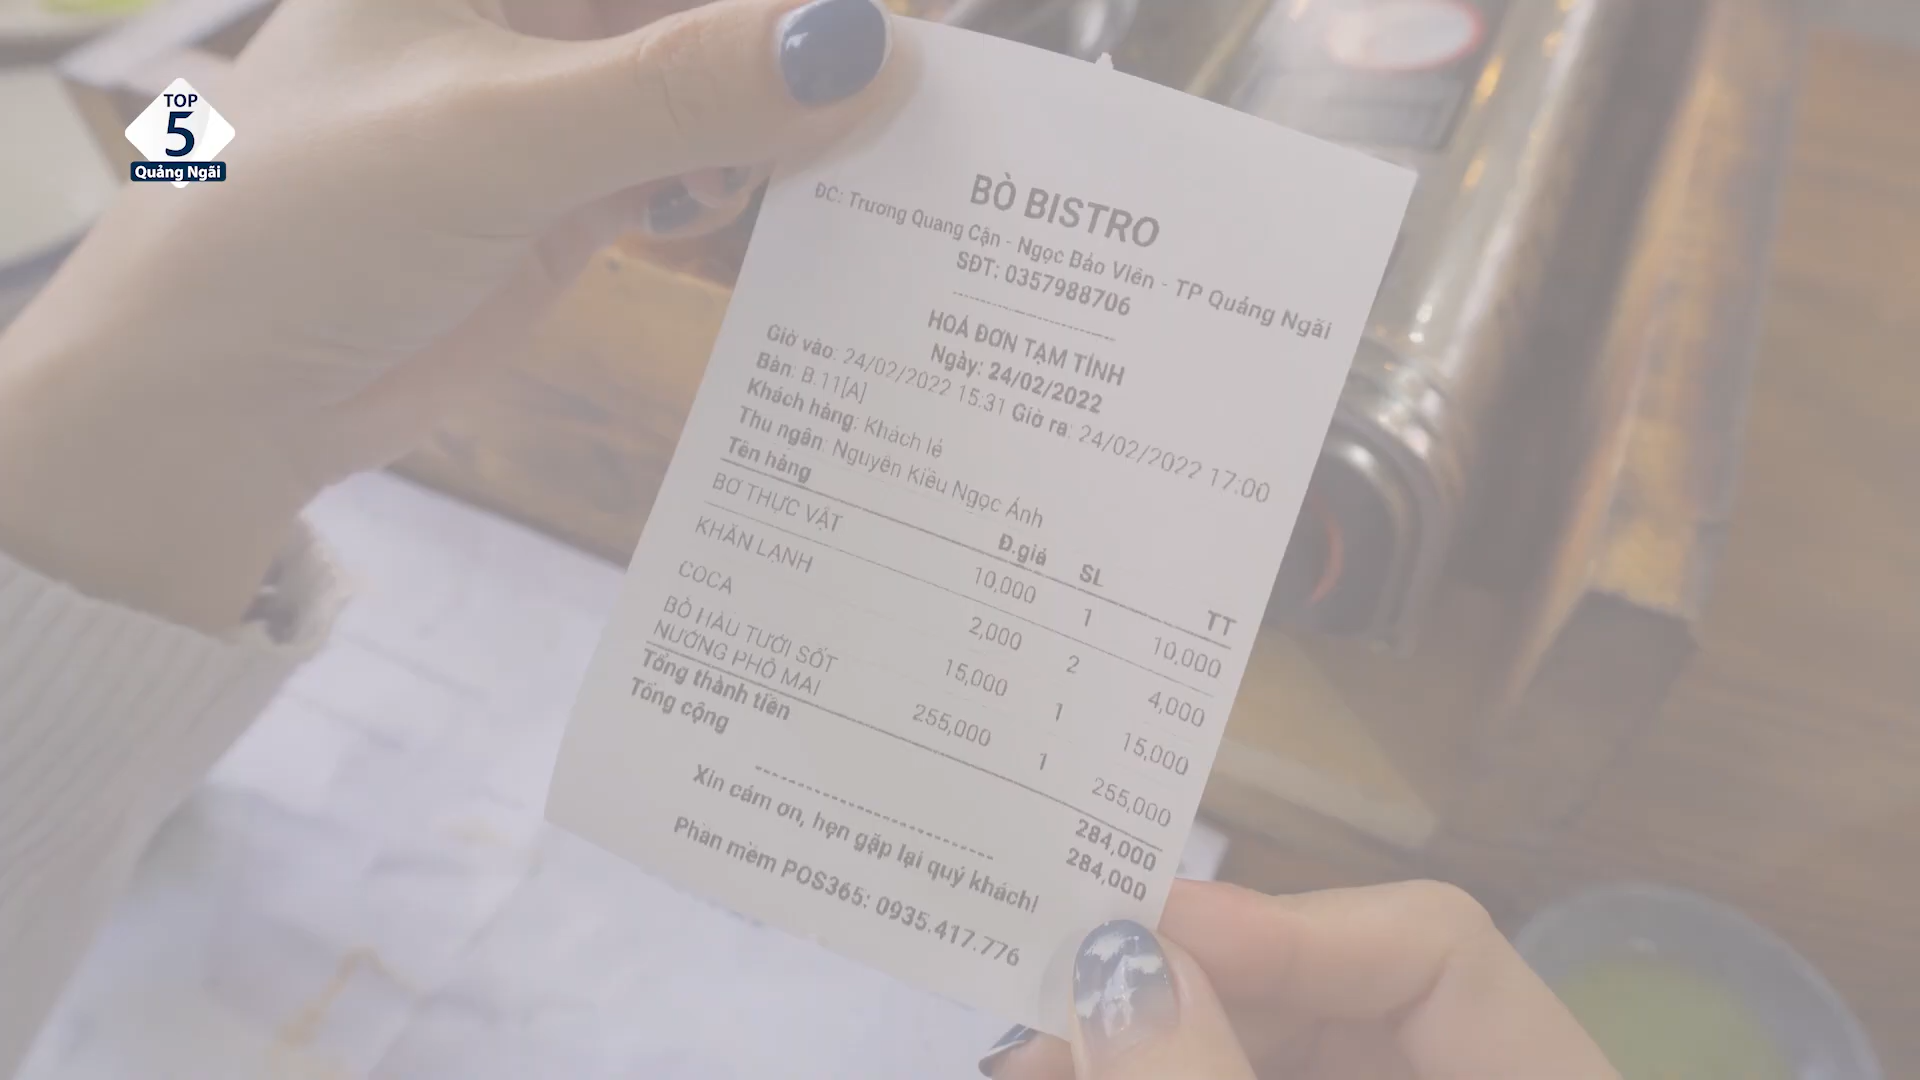 TOP
5
Quảng Ngãi
BÒ BISTRO
ĐC: Trương Quang Cận - Ngọc Bảo Viên - TP Quảng Ngãi
SĐT: 0357988706
HOÁ ĐƠN TẠM TÍNH
Ngày: 24/02/2022
Giờ vào: 24/02/2022 15:31 Giờ ra: 24/02/2022 17:00
Bàn: B.11[A]
Khách hàng: Khách lẻ
Thu ngân: Nguyễn Kiều Ngọc Ánh
Tên hàng Đ.giá SL TT
BƠ THỰC VẬT 10,000 1 10,000
KHĂN LẠNH 2,000 2 4,000
COCA 15,000 1 15,000
BÒ HÀU TƯƠI SỐT
NƯỚNG PHÔ MAI 255,000 1 255,000
Tổng thành tiền 284,000
Tổng cộng 284,000
Xin cảm ơn, hẹn gặp lại quý khách!
Phần mềm POS365: 0935.417.776